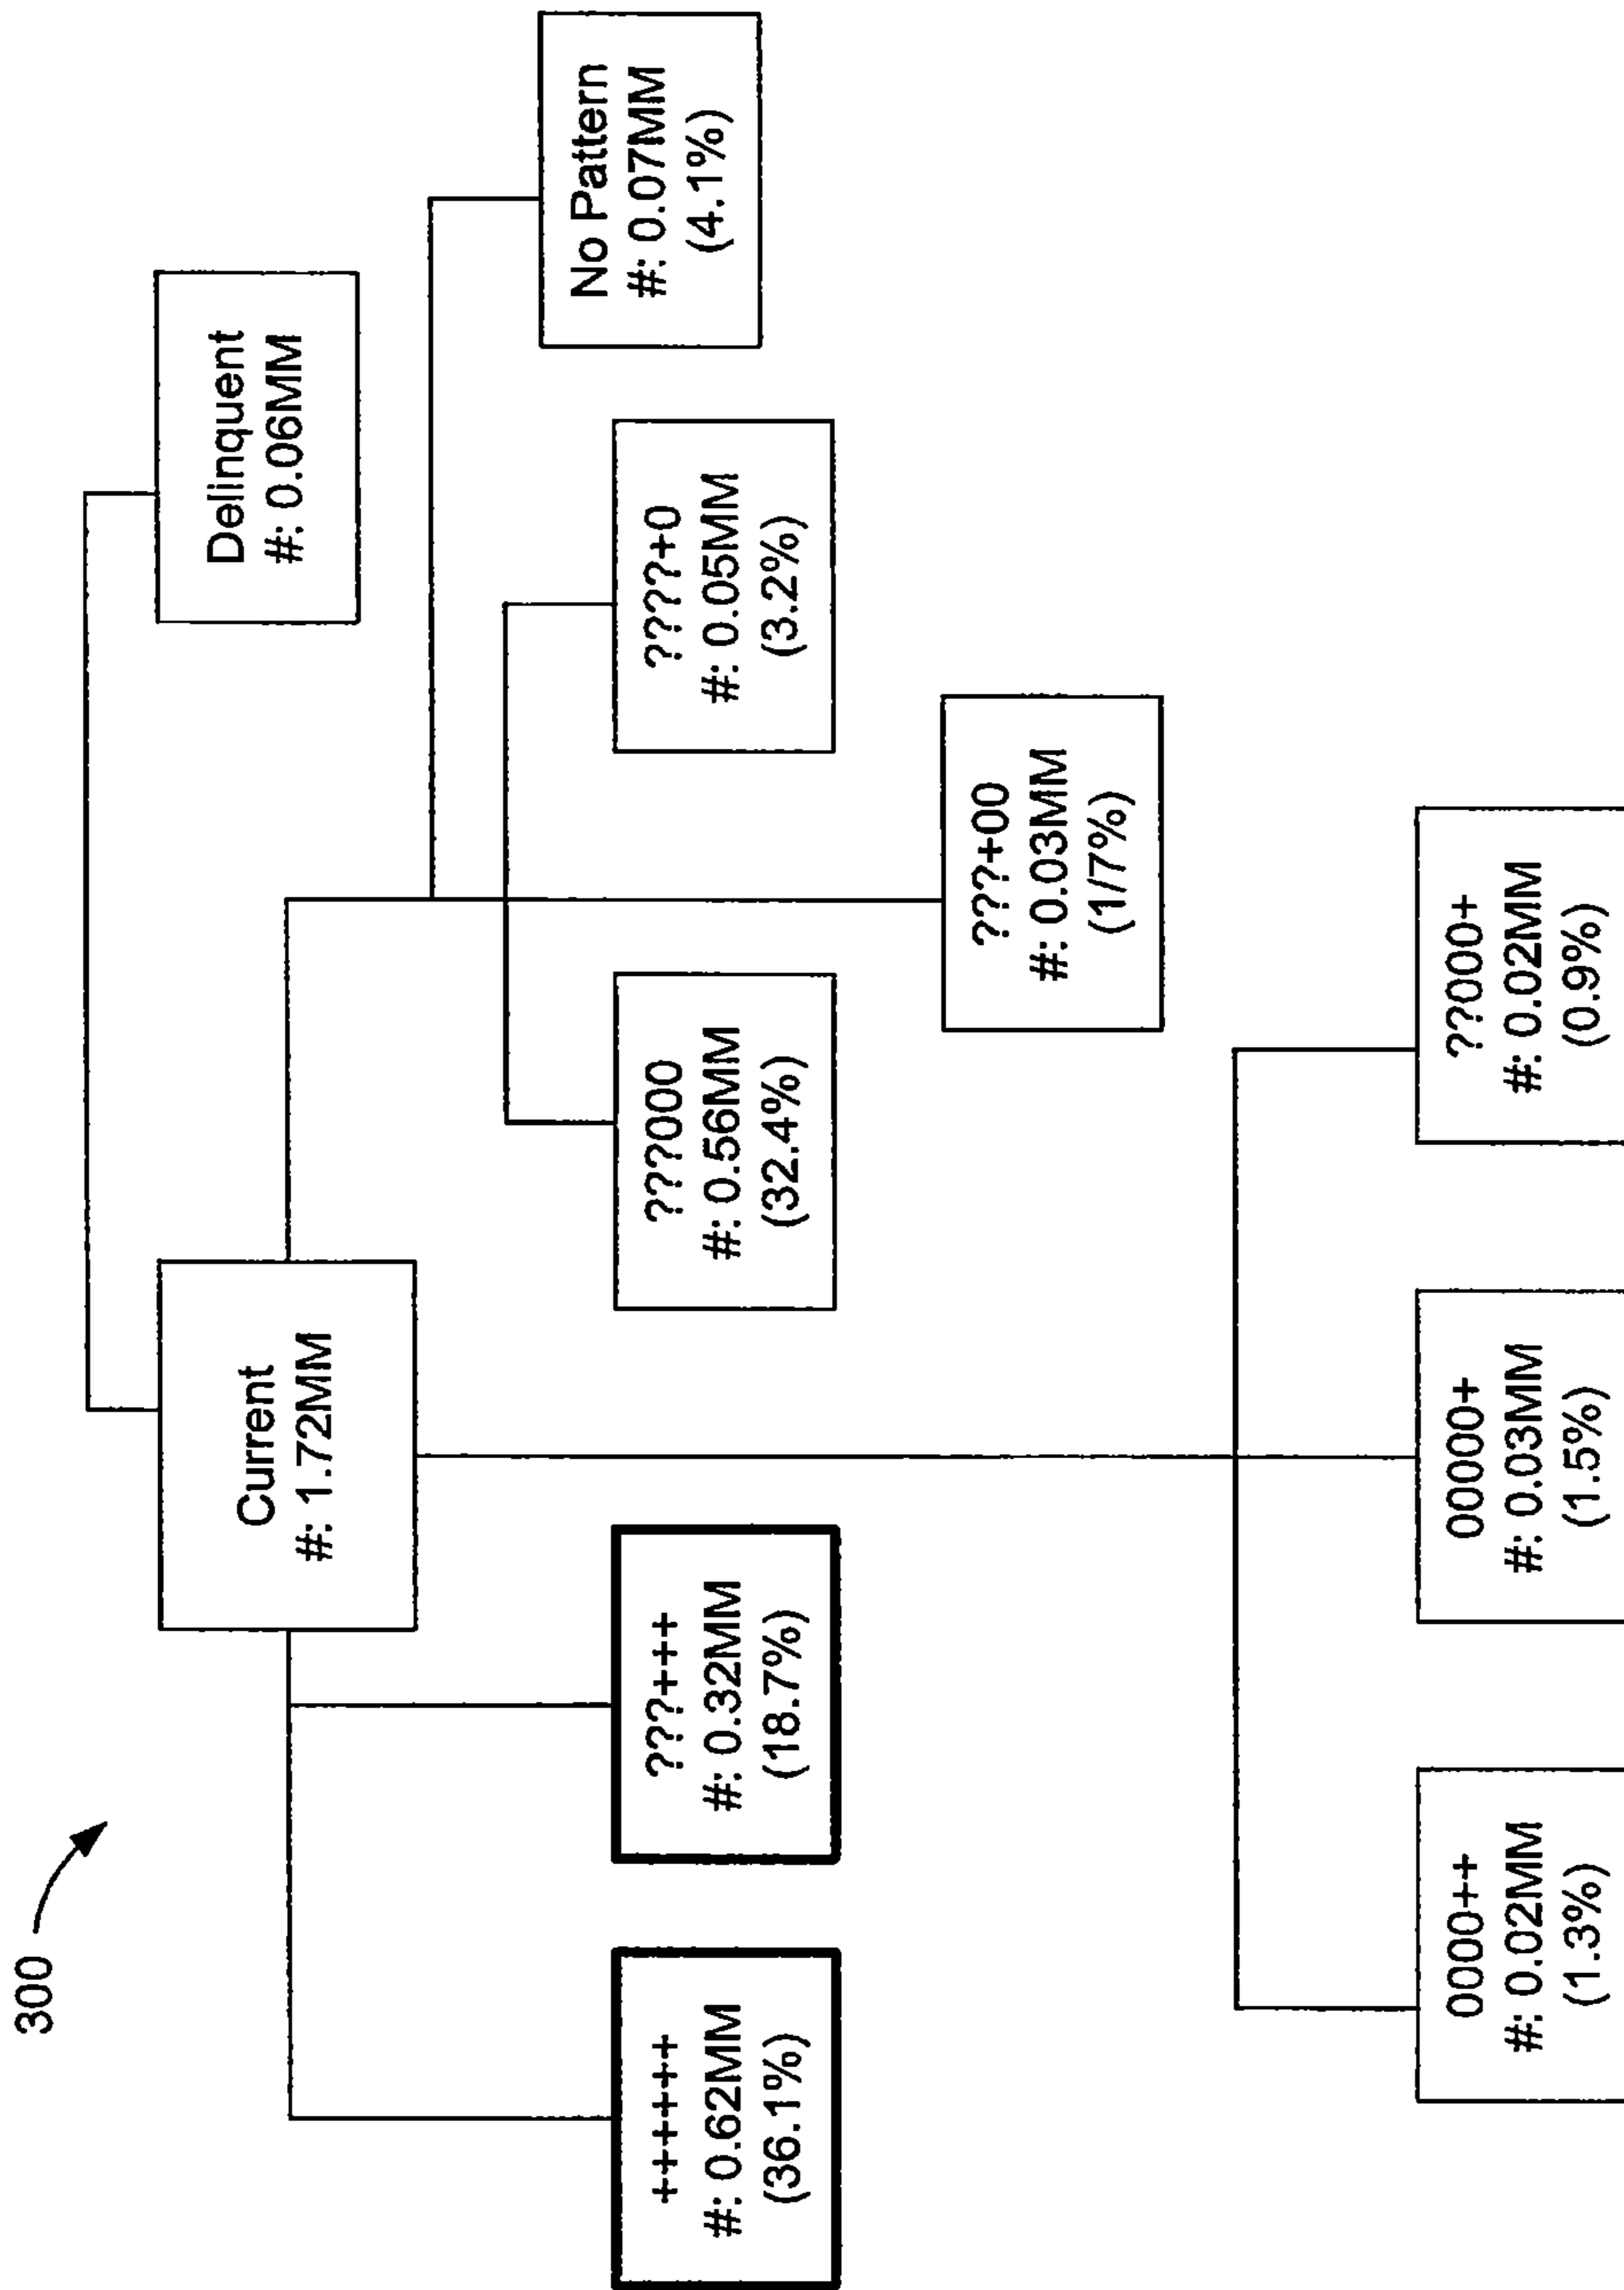 300
Current
#: 1.72MM
Delinquent
#: 0.06MM
++++++
#: 0.62MM
(36.1%)
???+++
#: 0.32MM
(18.7%)
???000
#: 0.56MM
(32.4%)
????+0
#: 0.05MM
(3.2%)
No Pattern
#: 0.07MM
(4.1%)
???+00
#: 0.03MM
(1/7%)
0000++
#: 0.02MM
(1.3%)
00000+
#: 0.03MM
(1.5%)
??000+
#: 0.02MM
(0.9%)